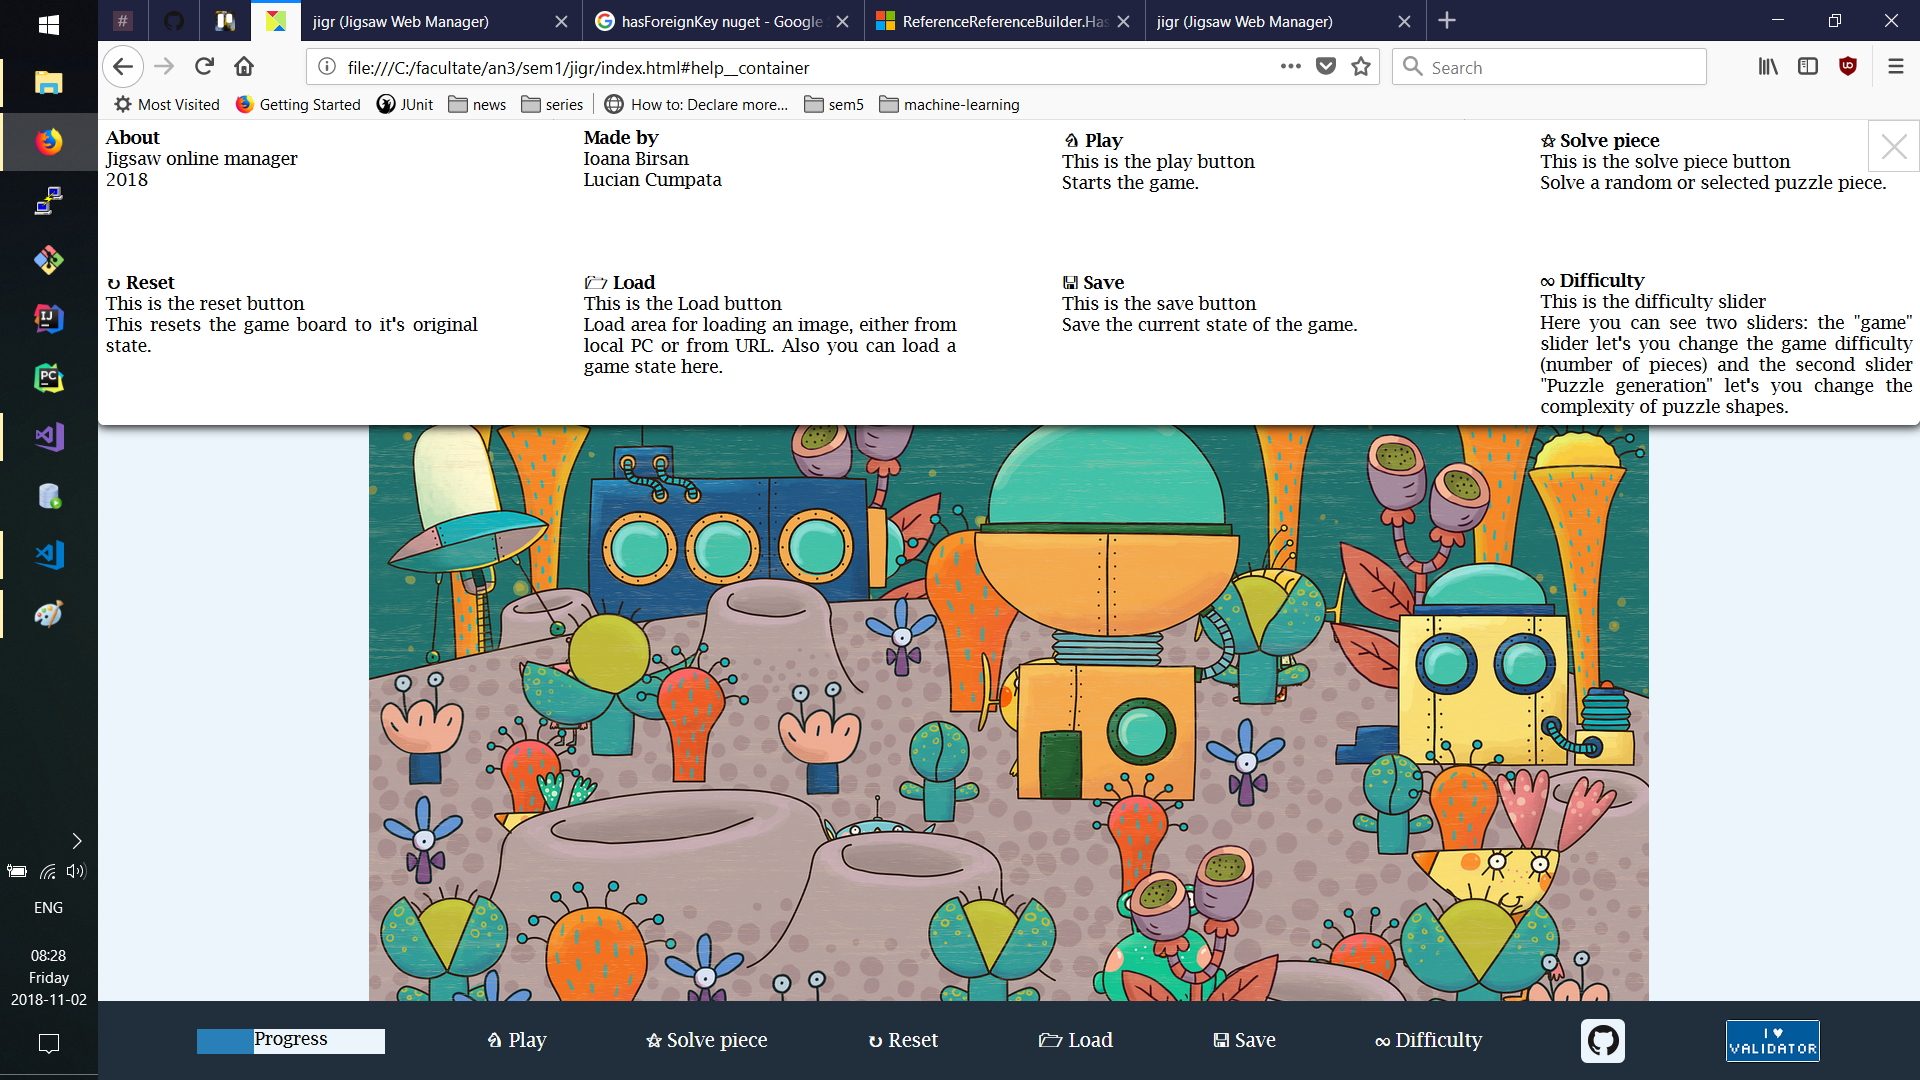 jigr (Jigsaw Web Manager)
hasForeignKey nuget - Google
ReferenceReferenceBuilder.Has
jigr (Jigsaw Web Manager)
file:///C:/facultate/an3/sem1/jigr/index.html#help__container
Search
Most Visited
Getting Started
JUnit
news
series
How to: Declare more...
sem5
machine-learning
About
Jigsaw online manager
2018
Made by
Ioana Birsan
Lucian Cumpata
Play
This is the play button
Starts the game.
Solve piece
This is the solve piece button
Solve a random or selected puzzle piece.
↻ Reset
This is the reset button
This resets the game board to it's original
state.
Load
This is the Load button
Load area for loading an image, either from
local PC or from URL. Also you can load a
game state here.
Save
This is the save button
Save the current state of the game.
∞ Difficulty
This is the difficulty slider
Here you can see two sliders: the "game"
slider let's you change the game difficulty
(number of pieces) and the second slider
"Puzzle generation" let's you change the
complexity of puzzle shapes.
ENG
08:28
Friday
2018-11-02
Progress
Play
Solve piece
↻ Reset
Load
Save
∞ Difficulty
I ♥
VALIDATOR